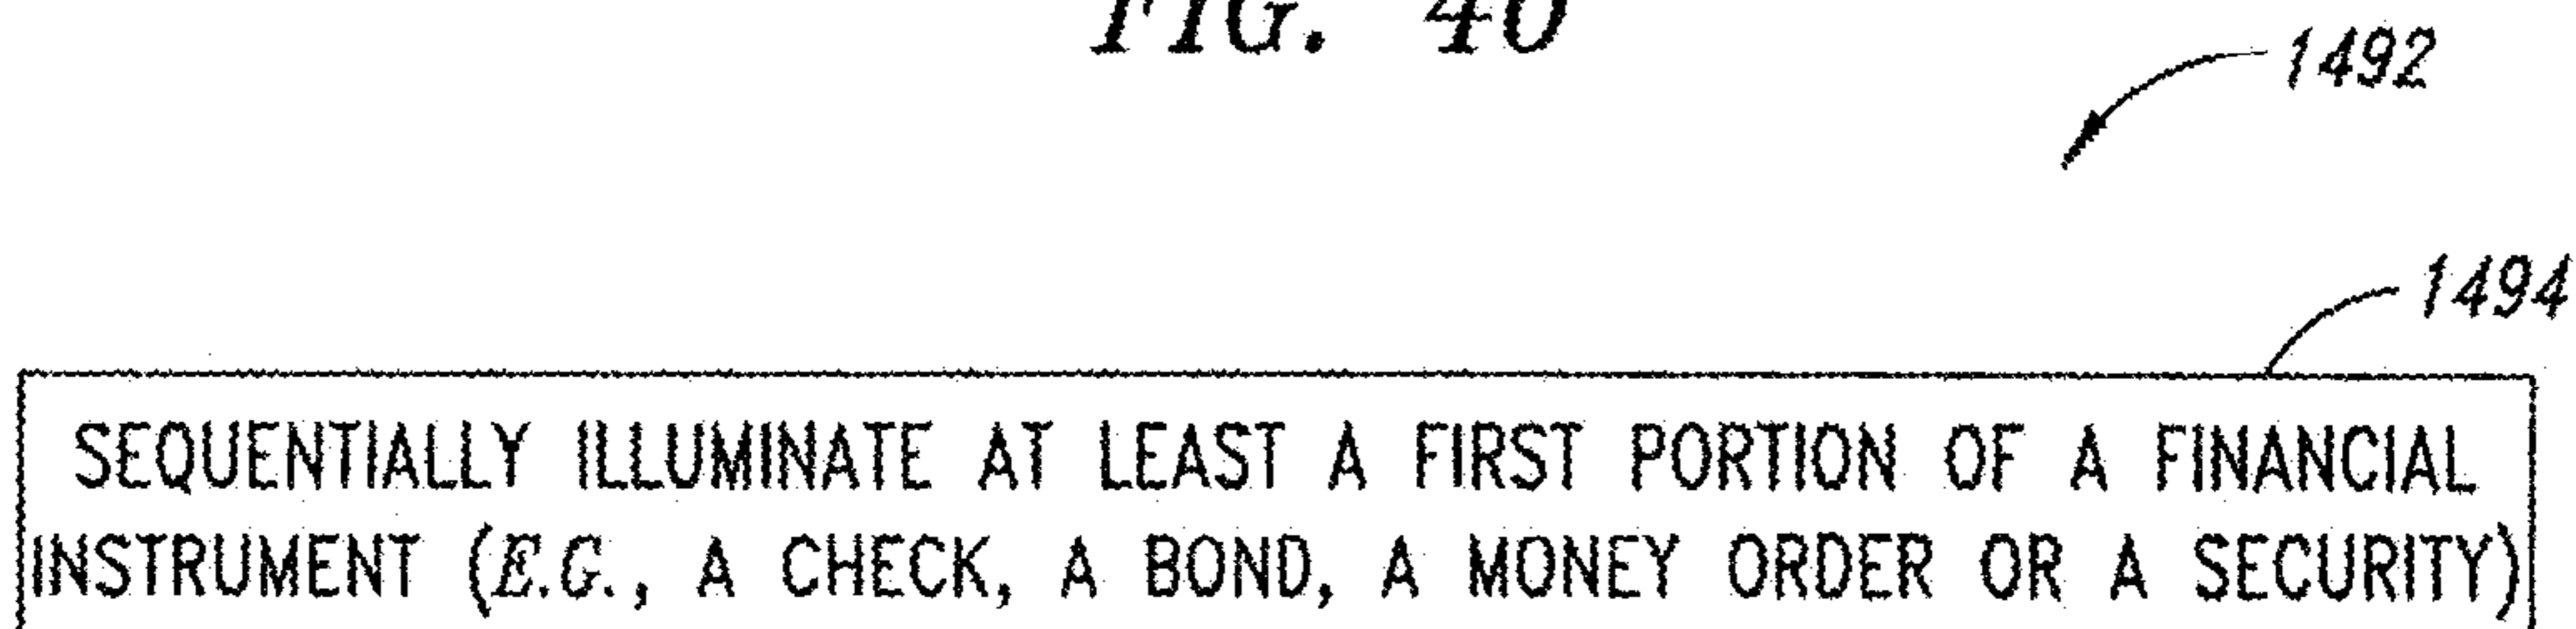 FIG. 40
1492
1494
SEQUENTIALLY ILLUMINATE AT LEAST A FIRST PORTION OF A FINANCIAL
INSTRUMENT (E.G., A CHECK, A BOND, A MONEY ORDER OR A SECURITY)